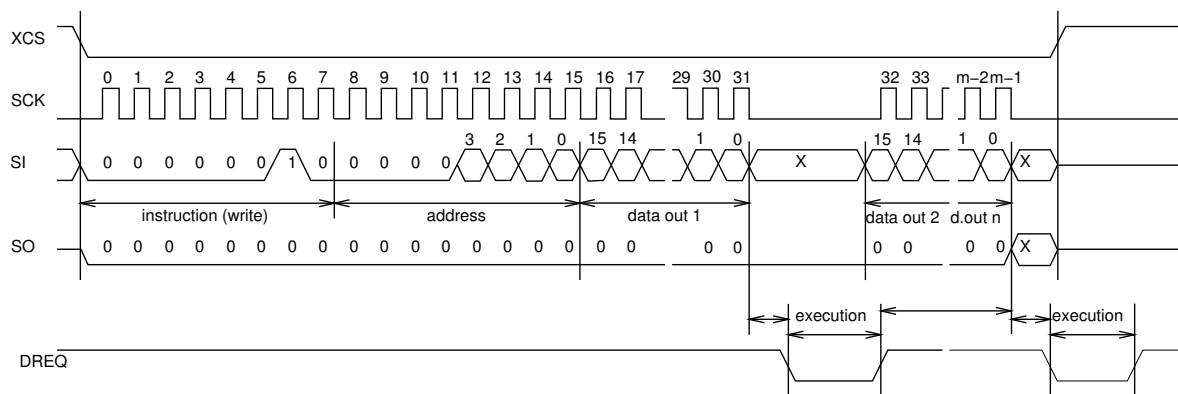 XCS
0 1 2 3 4 5 6 7 8 9 10 11 12 13 14 15 16 17 29 30 31 32 33 m−2 m−1
SCK
3 2 1 0 15 14 1 0 15 14 1 0
SI 0 0 0 0 0 0 1 0 0 0 0 0 X X
instruction (write) address data out 1 data out 2 d.out n
SO 0 0 0 0 0 0 0 0 0 0 0 0 0 0 0 0 0 0 0 0 0 0 0 0 X
execution execution
DREQ